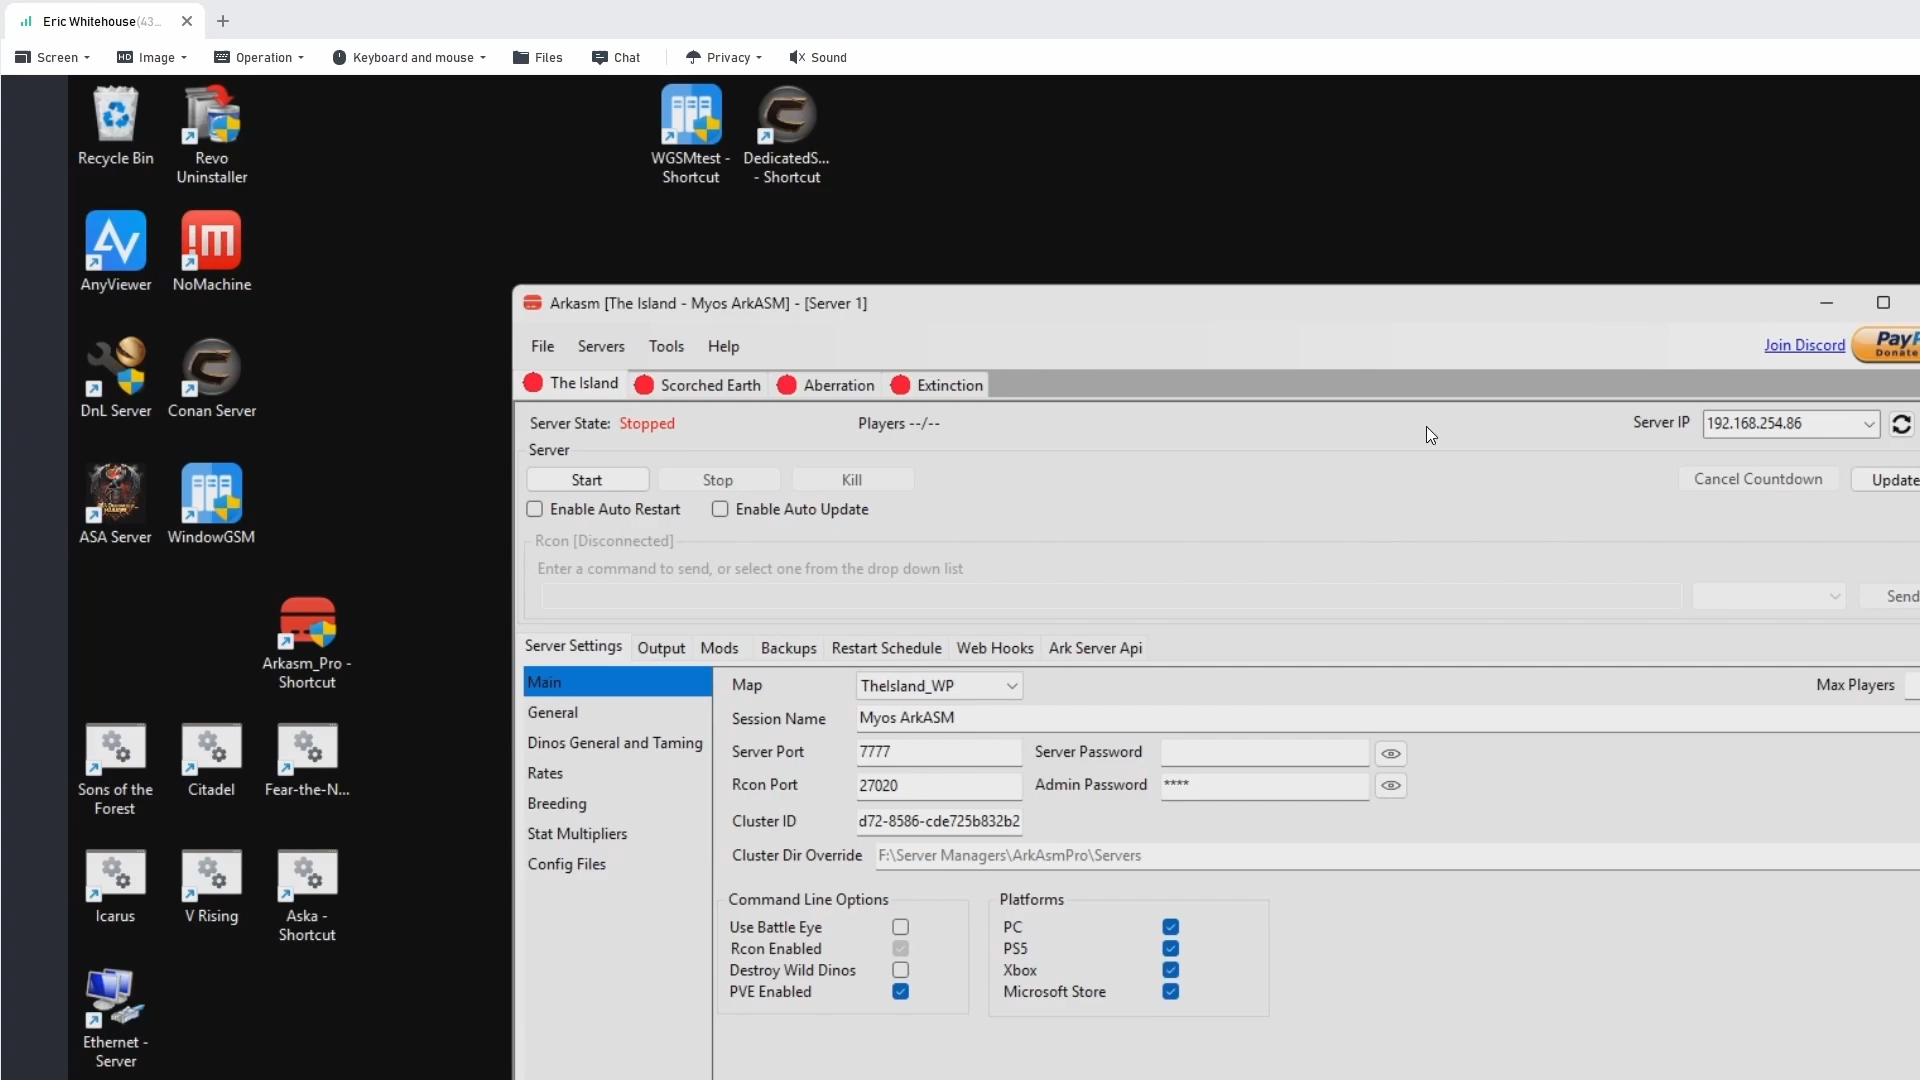 Eric Whitehouse(43...
Screen
HD Image
Operation
Keyboard and mouse
Files
Chat
Privacy
Sound
Recycle Bin
Revo
Uninstaller
WGSMtest -
Shortcut
DedicatedS...
- Shortcut
AnyViewer
NoMachine
DnL Server
Conan Server
ASA Server
WindowGSM
Arkasm_Pro -
Shortcut
Sons of the
Forest
Citadel
Fear-the-N...
Icarus
V Rising
Aska -
Shortcut
Ethernet -
Server
Arkasm [The Island - Myos ArkASM] - [Server 1]
File Servers Tools Help
Join Discord
PayP
Donate
The Island
Scorched Earth
Aberration
Extinction
Server State: Stopped
Players --/--
Server IP 192.168.254.86
Server
Start
Stop
Kill
Cancel Countdown
Update
Enable Auto Restart
Enable Auto Update
Rcon [Disconnected]
Enter a command to send, or select one from the drop down list
Send
Server Settings
Output
Mods
Backups
Restart Schedule
Web Hooks
Ark Server Api
Main
General
Dinos General and Taming
Rates
Breeding
Stat Multipliers
Config Files
Map TheIsland_WP
Max Players
Session Name Myos ArkASM
Server Port 7777
Server Password
Rcon Port 27020
Admin Password ****
Cluster ID d72-8586-cde725b832b2
Cluster Dir Override F:\Server Managers\ArkAsmPro\Servers
Command Line Options
Use Battle Eye
Rcon Enabled
Destroy Wild Dinos
PVE Enabled
Platforms
PC
PS5
Xbox
Microsoft Store